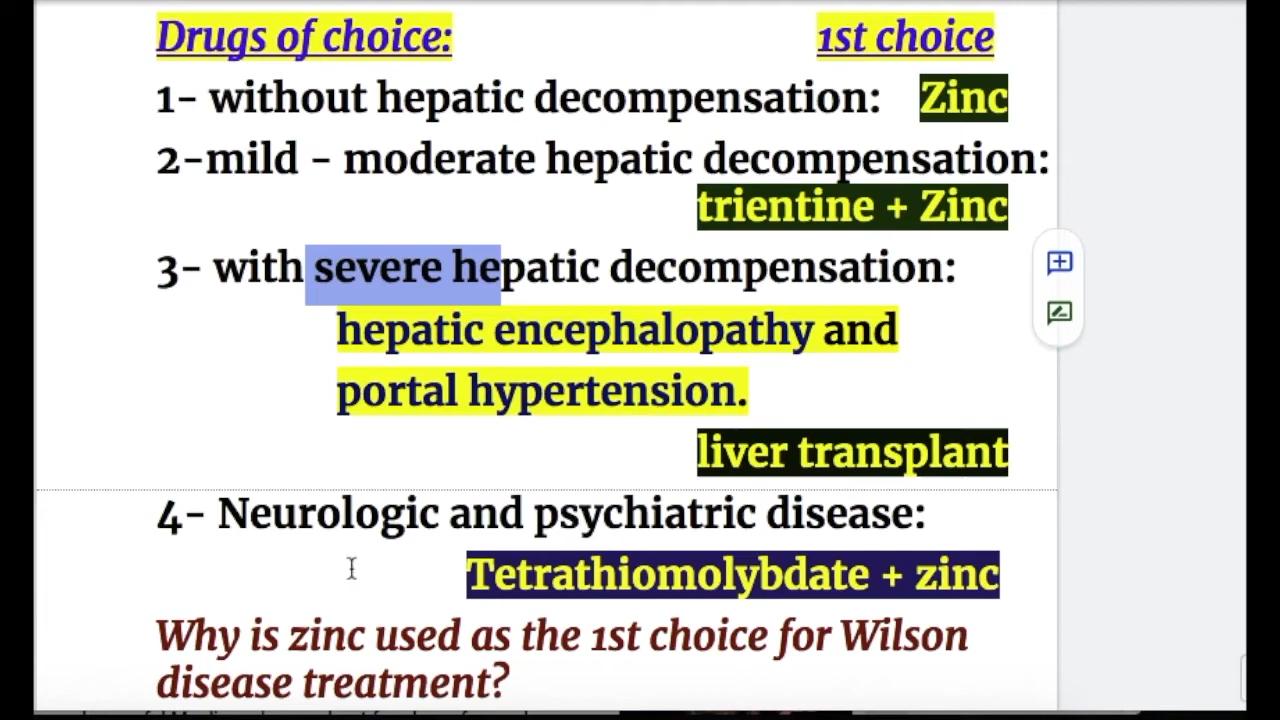 Drugs of choice: 1st choice
1- without hepatic decompensation: Zinc
2-mild - moderate hepatic decompensation:
trientine + Zinc
3- with severe hepatic decompensation:
hepatic encephalopathy and
portal hypertension.
liver transplant
4- Neurologic and psychiatric disease:
Tetrathiomolybdate + zinc
Why is zinc used as the 1st choice for Wilson
disease treatment?